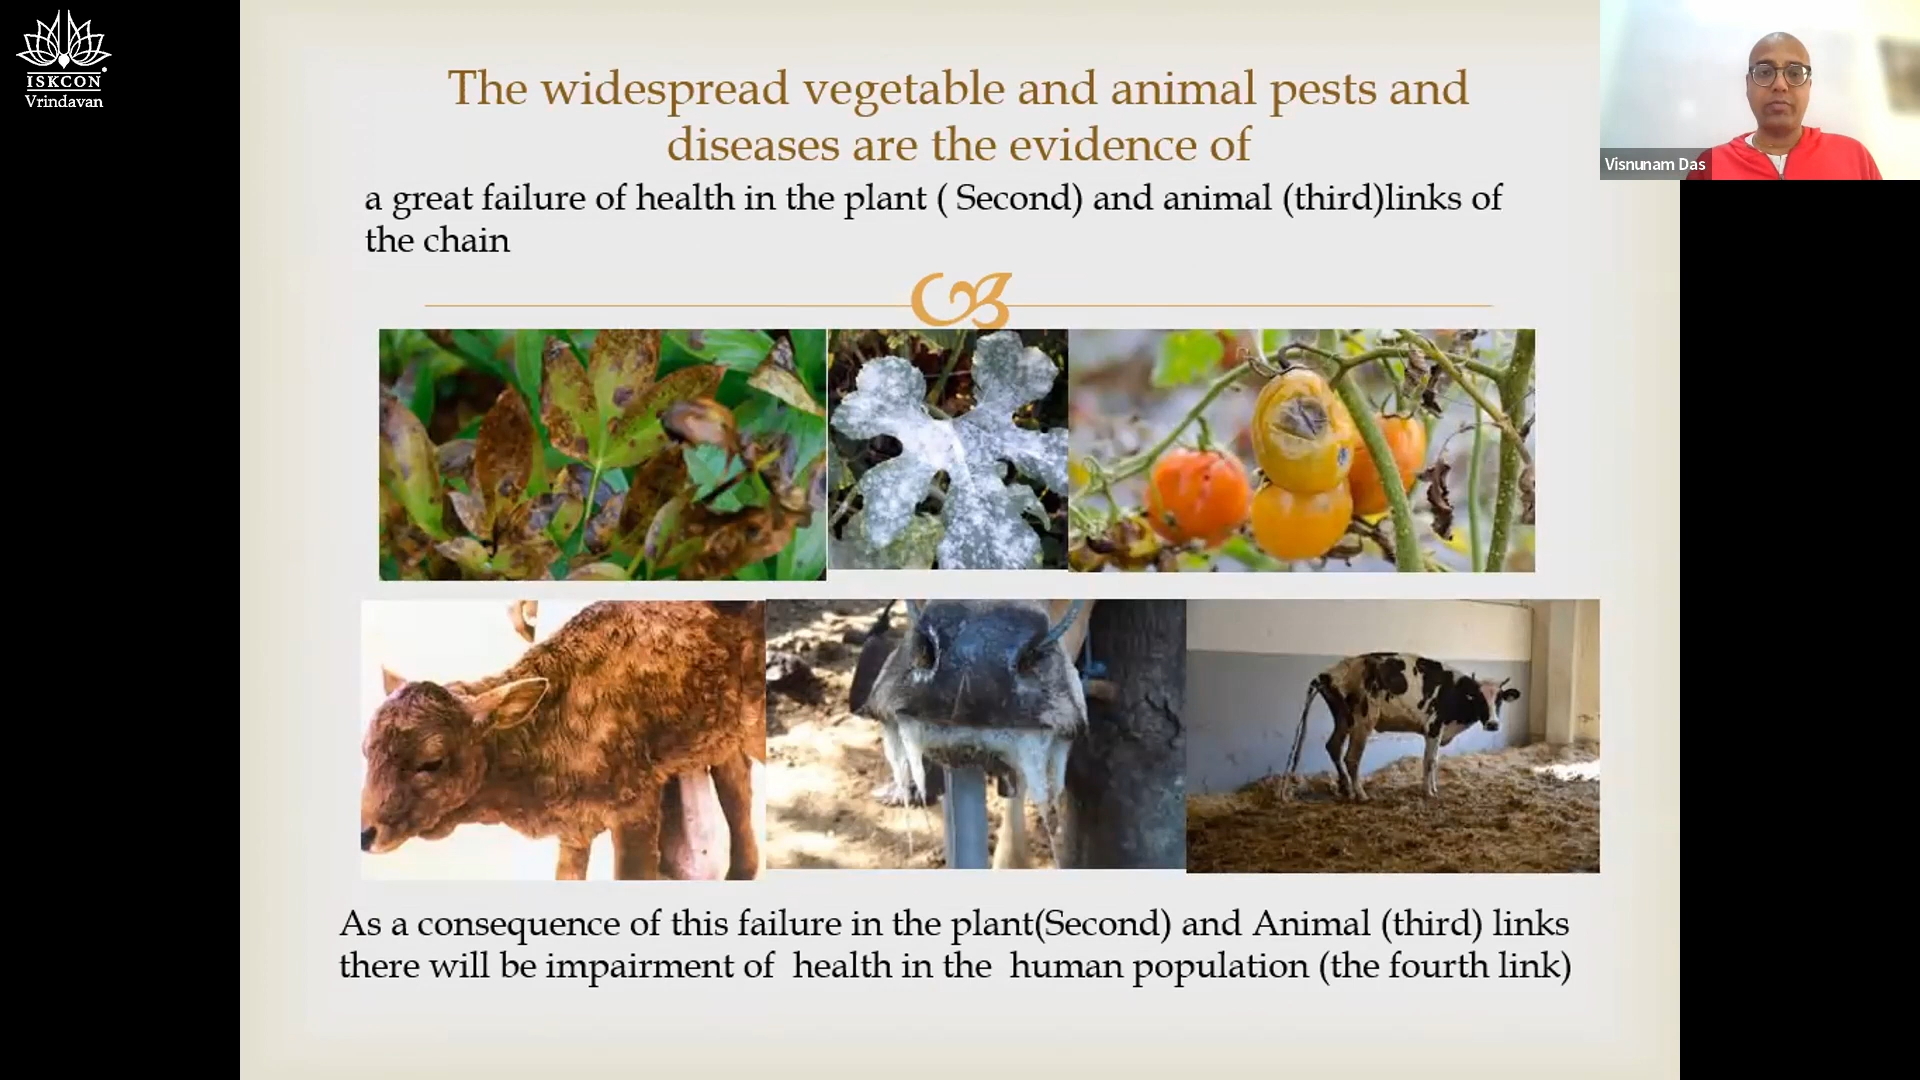 ISKCON
Vrindavan
The widespread vegetable and animal pests and
diseases are the evidence of
a great failure of health in the plant ( Second) and animal (third)links of
the chain
Visnunam Das
As a consequence of this failure in the plant(Second) and Animal (third) links
there will be impairment of  health in the  human population (the fourth link)